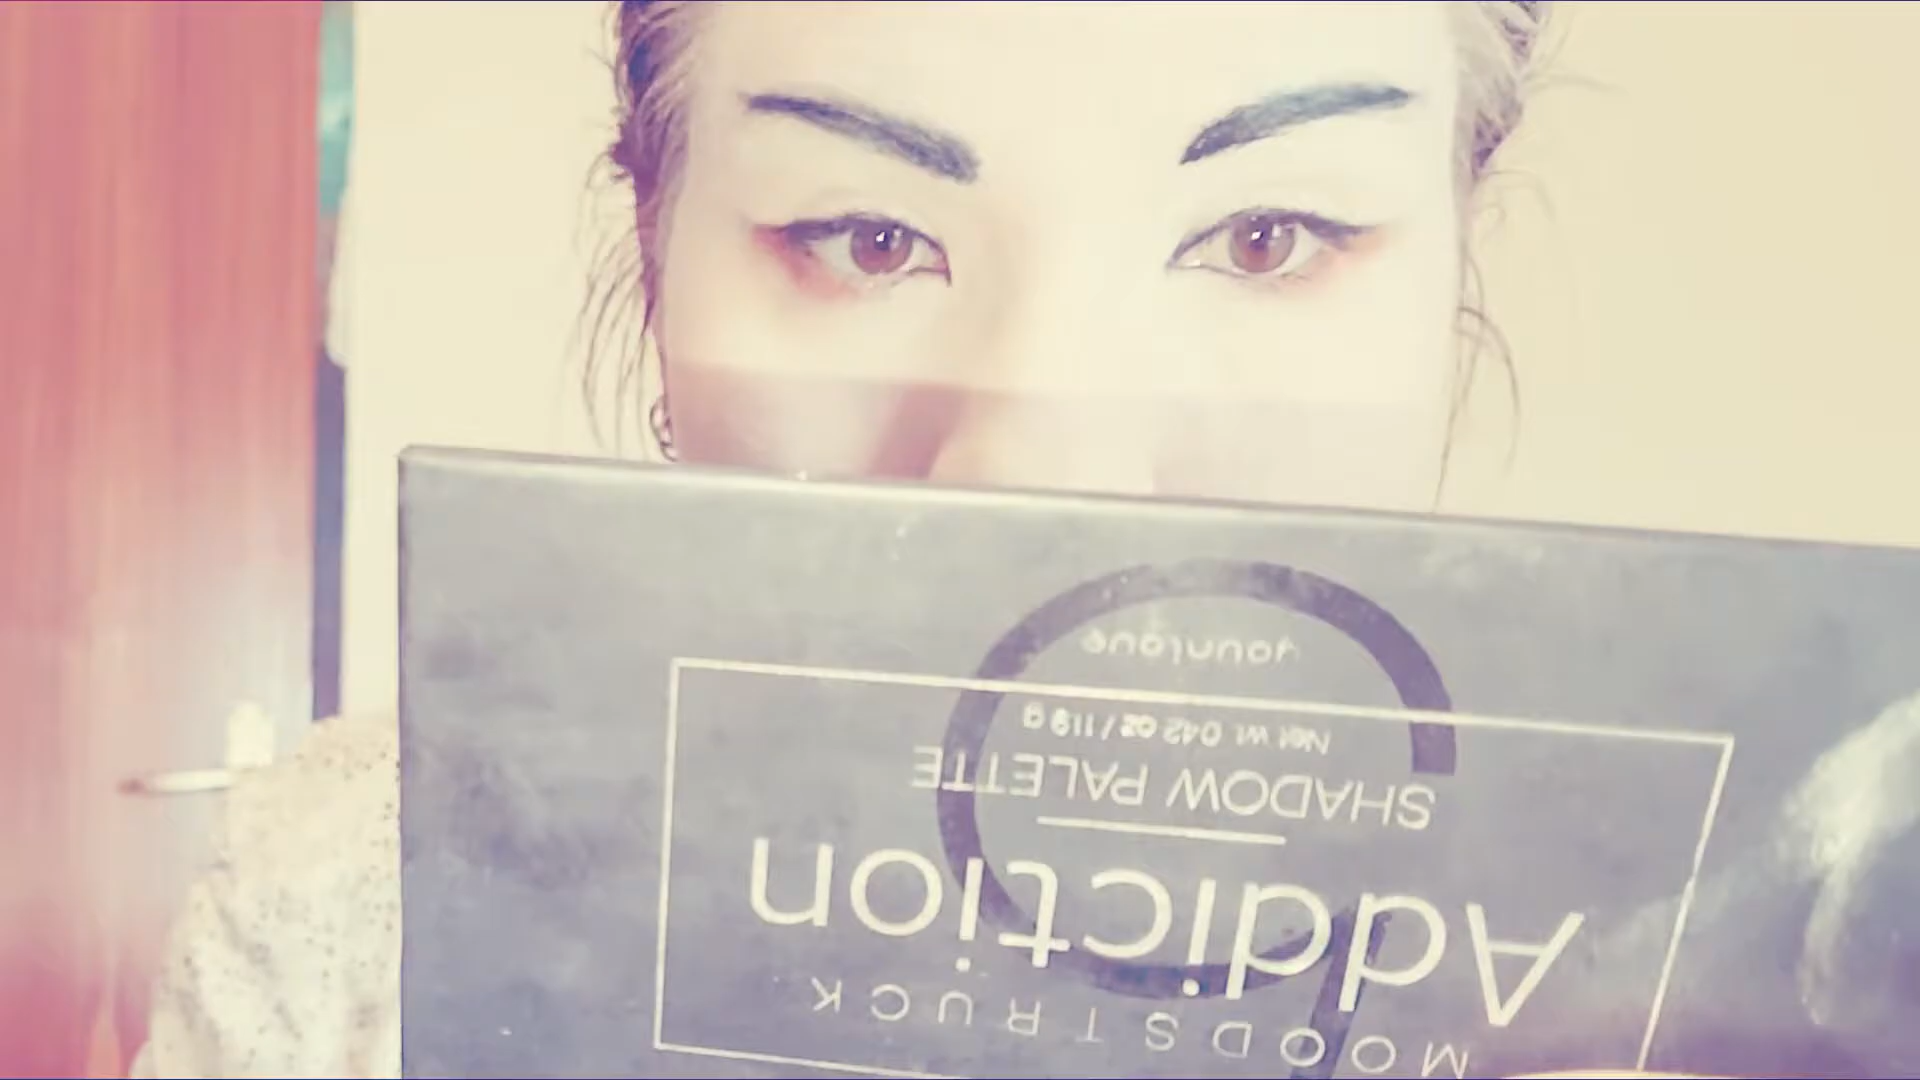 MOODSTRUCK
Addiction
SHADOW PALETTE
Net wt. 042 oz / 119 g
younique